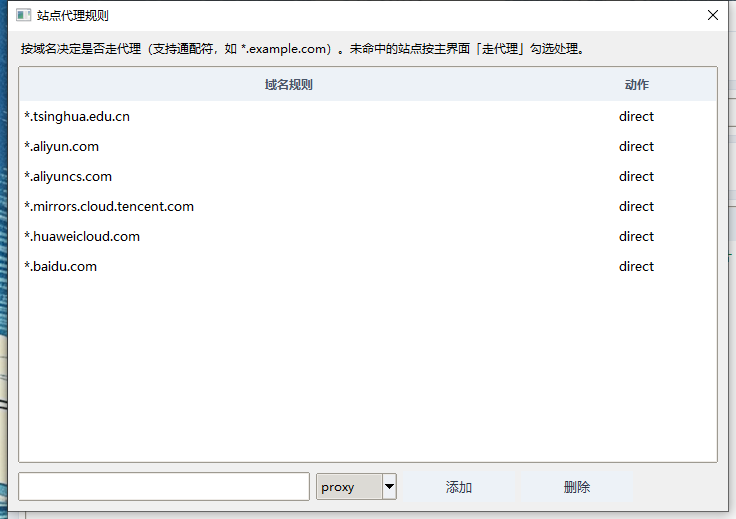 站点代理规则
按域名决定是否走代理（支持通配符，如 *.example.com）。未命中的站点按主界面「走代理」勾选处理。
域名规则 动作
*.tsinghua.edu.cn direct
*.aliyun.com direct
*.aliyuncs.com direct
*.mirrors.cloud.tencent.com direct
*.huaweicloud.com direct
*.baidu.com direct
proxy 添加 删除